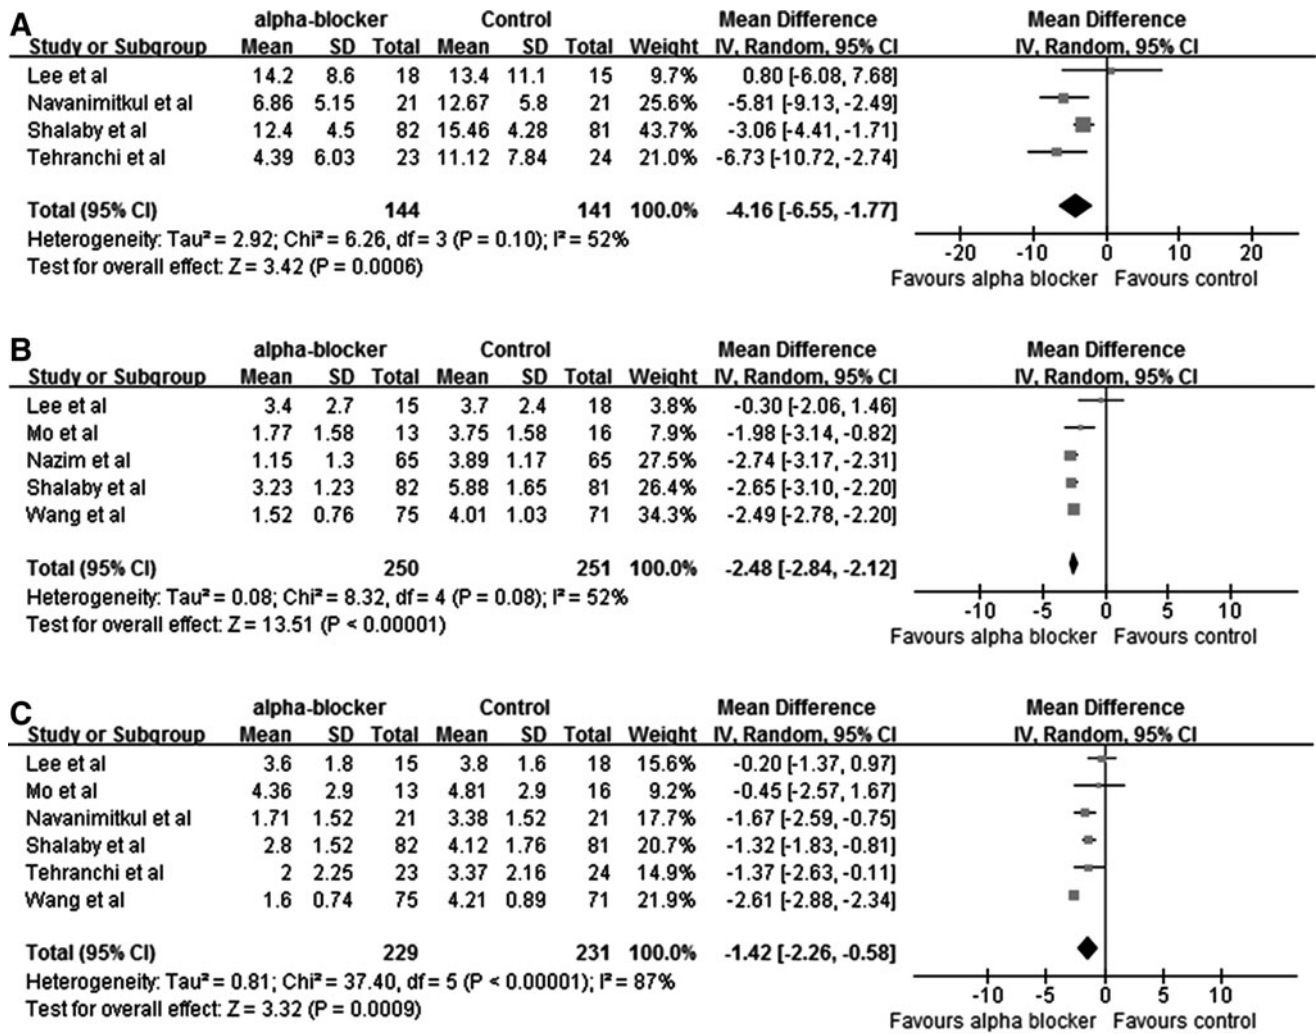 A
alpha-blocker Control Mean Difference Mean Difference
Study or Subgroup Mean SD Total Mean SD Total Weight IV, Random, 95% CI IV, Random, 95% CI
Lee et al 14.2 8.6 18 13.4 11.1 15 9.7% 0.80 [-6.08, 7.68]
Navanimitkul et al 6.86 5.15 21 12.67 5.8 21 25.6% -5.81 [-9.13, -2.49]
Shalaby et al 12.4 4.5 82 15.46 4.28 81 43.7% -3.06 [-4.41, -1.71]
Tehranchi et al 4.39 6.03 23 11.12 7.84 24 21.0% -6.73 [-10.72, -2.74]
Total (95% CI) 144 141 100.0% -4.16 [-6.55, -1.77]
Heterogeneity: Tau² = 2.92; Chi² = 6.26, df = 3 (P = 0.10); I² = 52%
Test for overall effect: Z = 3.42 (P = 0.0006)
-20 -10 0 10 20
Favours alpha blocker Favours control
B
alpha-blocker Control Mean Difference Mean Difference
Study or Subgroup Mean SD Total Mean SD Total Weight IV, Random, 95% CI IV, Random, 95% CI
Lee et al 3.4 2.7 15 3.7 2.4 18 3.8% -0.30 [-2.06, 1.46]
Mo et al 1.77 1.58 13 3.75 1.58 16 7.9% -1.98 [-3.14, -0.82]
Nazim et al 1.15 1.3 65 3.89 1.17 65 27.5% -2.74 [-3.17, -2.31]
Shalaby et al 3.23 1.23 82 5.88 1.65 81 26.4% -2.65 [-3.10, -2.20]
Wang et al 1.52 0.76 75 4.01 1.03 71 34.3% -2.49 [-2.78, -2.20]
Total (95% CI) 250 251 100.0% -2.48 [-2.84, -2.12]
Heterogeneity: Tau² = 0.08; Chi² = 8.32, df = 4 (P = 0.08); I² = 52%
Test for overall effect: Z = 13.51 (P < 0.00001)
-10 -5 0 5 10
Favours alpha blocker Favours control
C
alpha-blocker Control Mean Difference Mean Difference
Study or Subgroup Mean SD Total Mean SD Total Weight IV, Random, 95% CI IV, Random, 95% CI
Lee et al 3.6 1.8 15 3.8 1.6 18 15.6% -0.20 [-1.37, 0.97]
Mo et al 4.36 2.9 13 4.81 2.9 16 9.2% -0.45 [-2.57, 1.67]
Navanimitkul et al 1.71 1.52 21 3.38 1.52 21 17.7% -1.67 [-2.59, -0.75]
Shalaby et al 2.8 1.52 82 4.12 1.76 81 20.7% -1.32 [-1.83, -0.81]
Tehranchi et al 2 2.25 23 3.37 2.16 24 14.9% -1.37 [-2.63, -0.11]
Wang et al 1.6 0.74 75 4.21 0.89 71 21.9% -2.61 [-2.88, -2.34]
Total (95% CI) 229 231 100.0% -1.42 [-2.26, -0.58]
Heterogeneity: Tau² = 0.81; Chi² = 37.40, df = 5 (P < 0.00001); I² = 87%
Test for overall effect: Z = 3.32 (P = 0.0009)
-10 -5 0 5 10
Favours alpha blocker Favours control